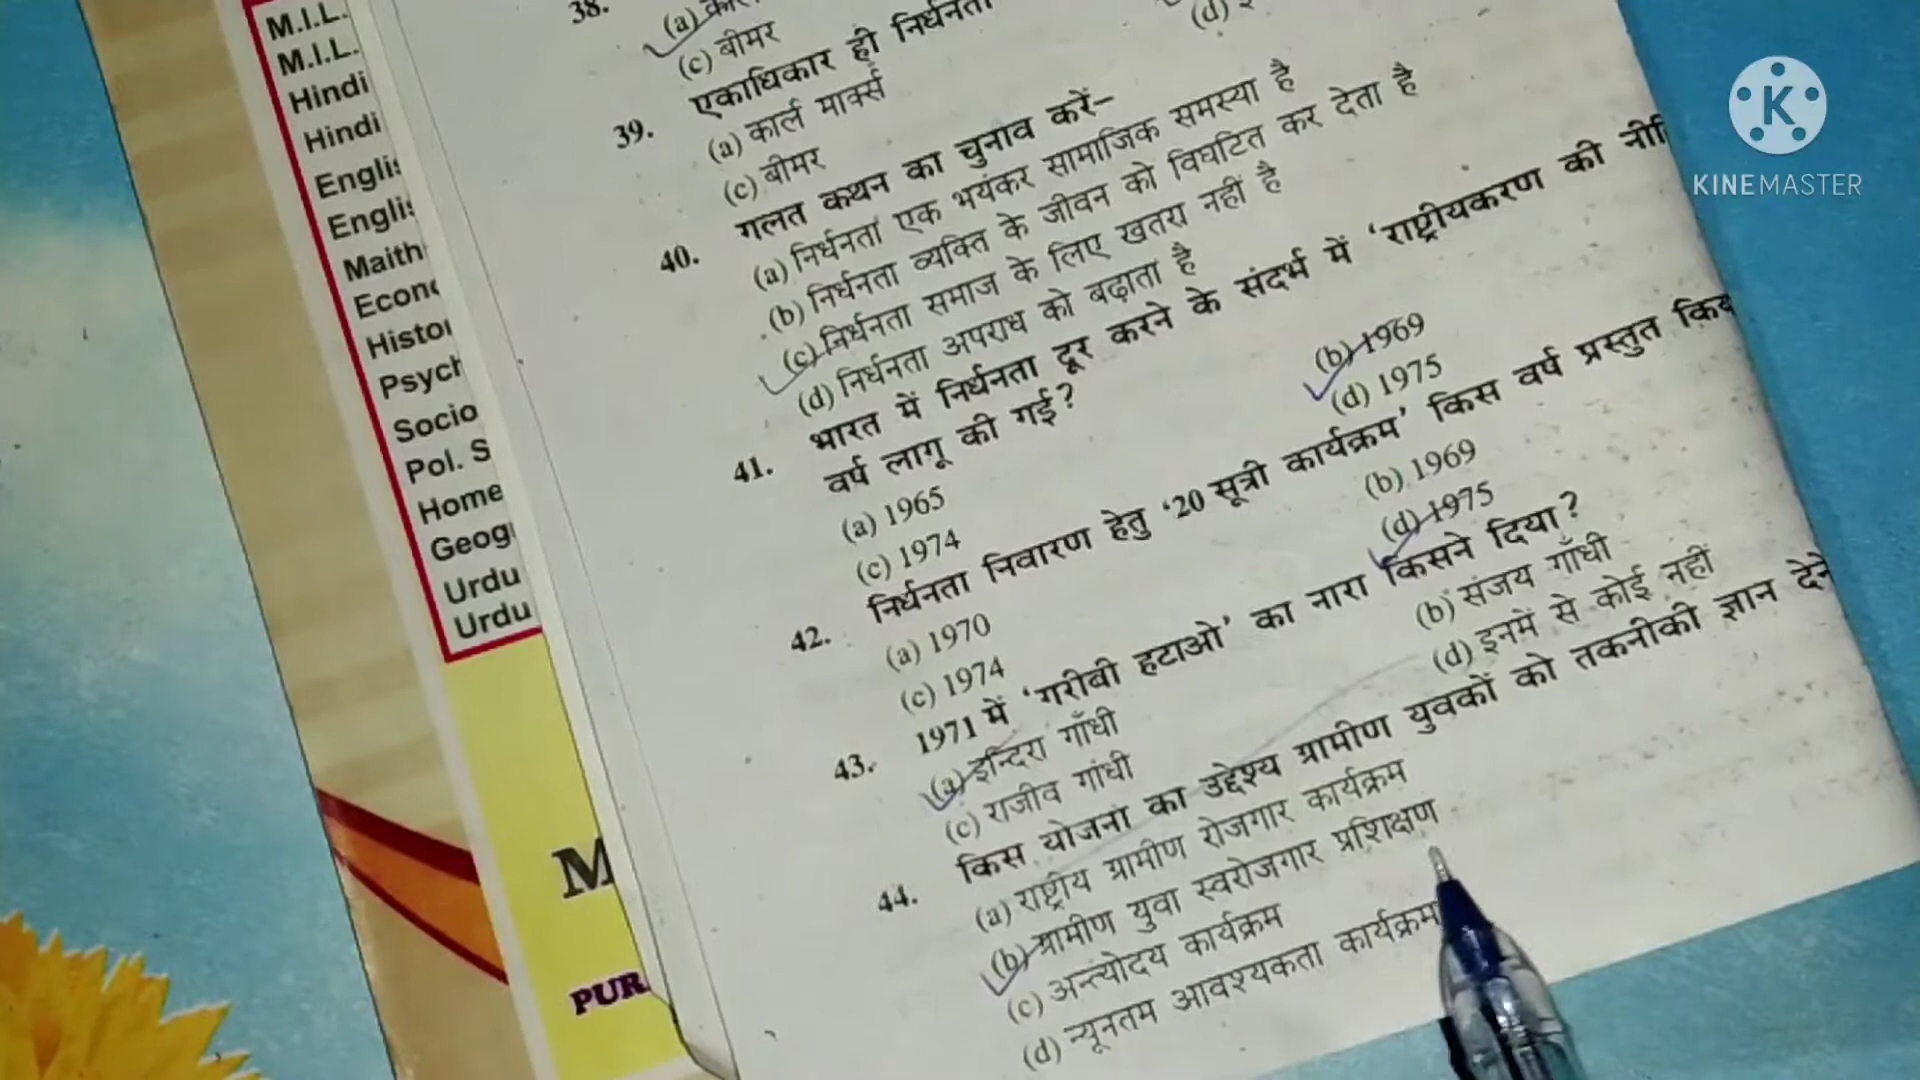 M.I.L.
M.I.L.
Hindi
Hindi
Englis
Englis
Maith
Econo
Histor
Psych
Socio
Pol. S
Home
Geog
Urdu
Urdu
M
PUR
38.
(a)
(c) बीमर
(d)
39. एकाधिकार ही निर्धनता
(a) कार्ल मार्क्स
(c) बीमर
40. गलत कथन का चुनाव करें–
(a) निर्धनता एक भयंकर सामाजिक समस्या है
(b) निर्धनता व्यक्ति के जीवन को विघटित कर देता है
(c) निर्धनता समाज के लिए खतरा नहीं है
(d) निर्धनता अपराध को बढ़ाता है
41. भारत में निर्धनता दूर करने के संदर्भ में ‘राष्ट्रीयकरण की नीति
वर्ष लागू की गई?
(a) 1965 (b) 1969
(c) 1974 (d) 1975
42. निर्धनता निवारण हेतु ‘20 सूत्री कार्यक्रम’ किस वर्ष प्रस्तुत किय
(a) 1970 (b) 1969
(c) 1974 (d) 1975
43. 1971 में ‘गरीबी हटाओ’ का नारा किसने दिया?
(a) इन्दिरा गाँधी (b) संजय गाँधी
(c) राजीव गांधी (d) इनमें से कोई नहीं
44. किस योजना का उद्देश्य ग्रामीण युवकों को तकनीकी ज्ञान देने
(a) राष्ट्रीय ग्रामीण रोजगार कार्यक्रम
(b) ग्रामीण युवा स्वरोजगार प्रशिक्षण
(c) अन्त्योदय कार्यक्रम
(d) न्यूनतम आवश्यकता कार्यक्रम
K
KINEMASTER